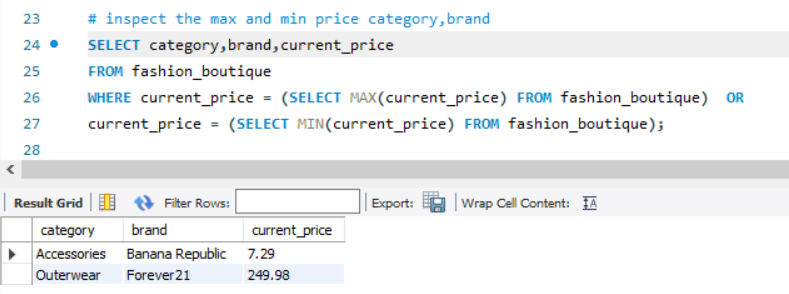 23 # inspect the max and min price category,brand
24 SELECT category,brand,current_price
25 FROM fashion_boutique
26 WHERE current_price = (SELECT MAX(current_price) FROM fashion_boutique) OR
27 current_price = (SELECT MIN(current_price) FROM fashion_boutique);
28
Result Grid Filter Rows: Export: Wrap Cell Content: IA
category brand current_price
Accessories Banana Republic 7.29
Outerwear Forever21 249.98